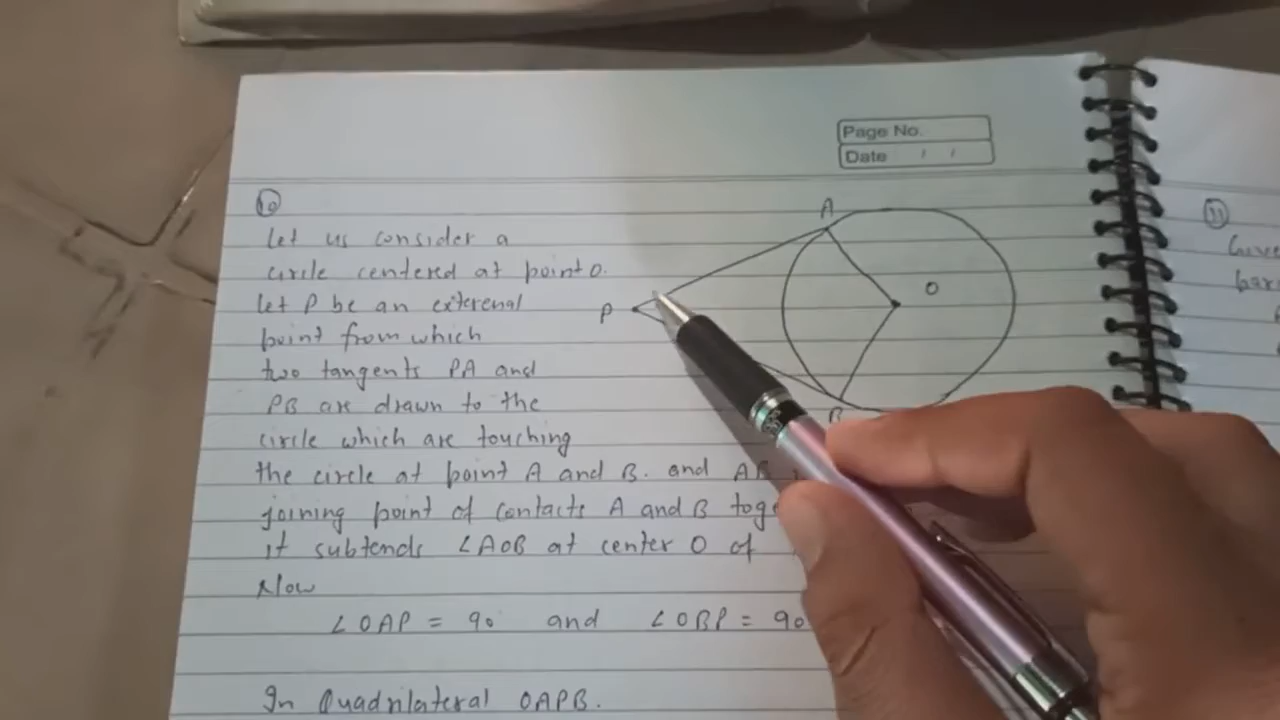 Page No.
Date / /
10
Let us consider a
circle centered at point O.
Let P be an exterenal
point from which
two tangents PA and
PB are drawn to the
circle which are touching
the circle at point A and B. and AB
joining point of contacts A and B toge
it subtends ∠AOB at center O of
Now
∠OAP = 90 and ∠OBP = 90
In Quadrilateral OAPB.
A
O
P
B
11